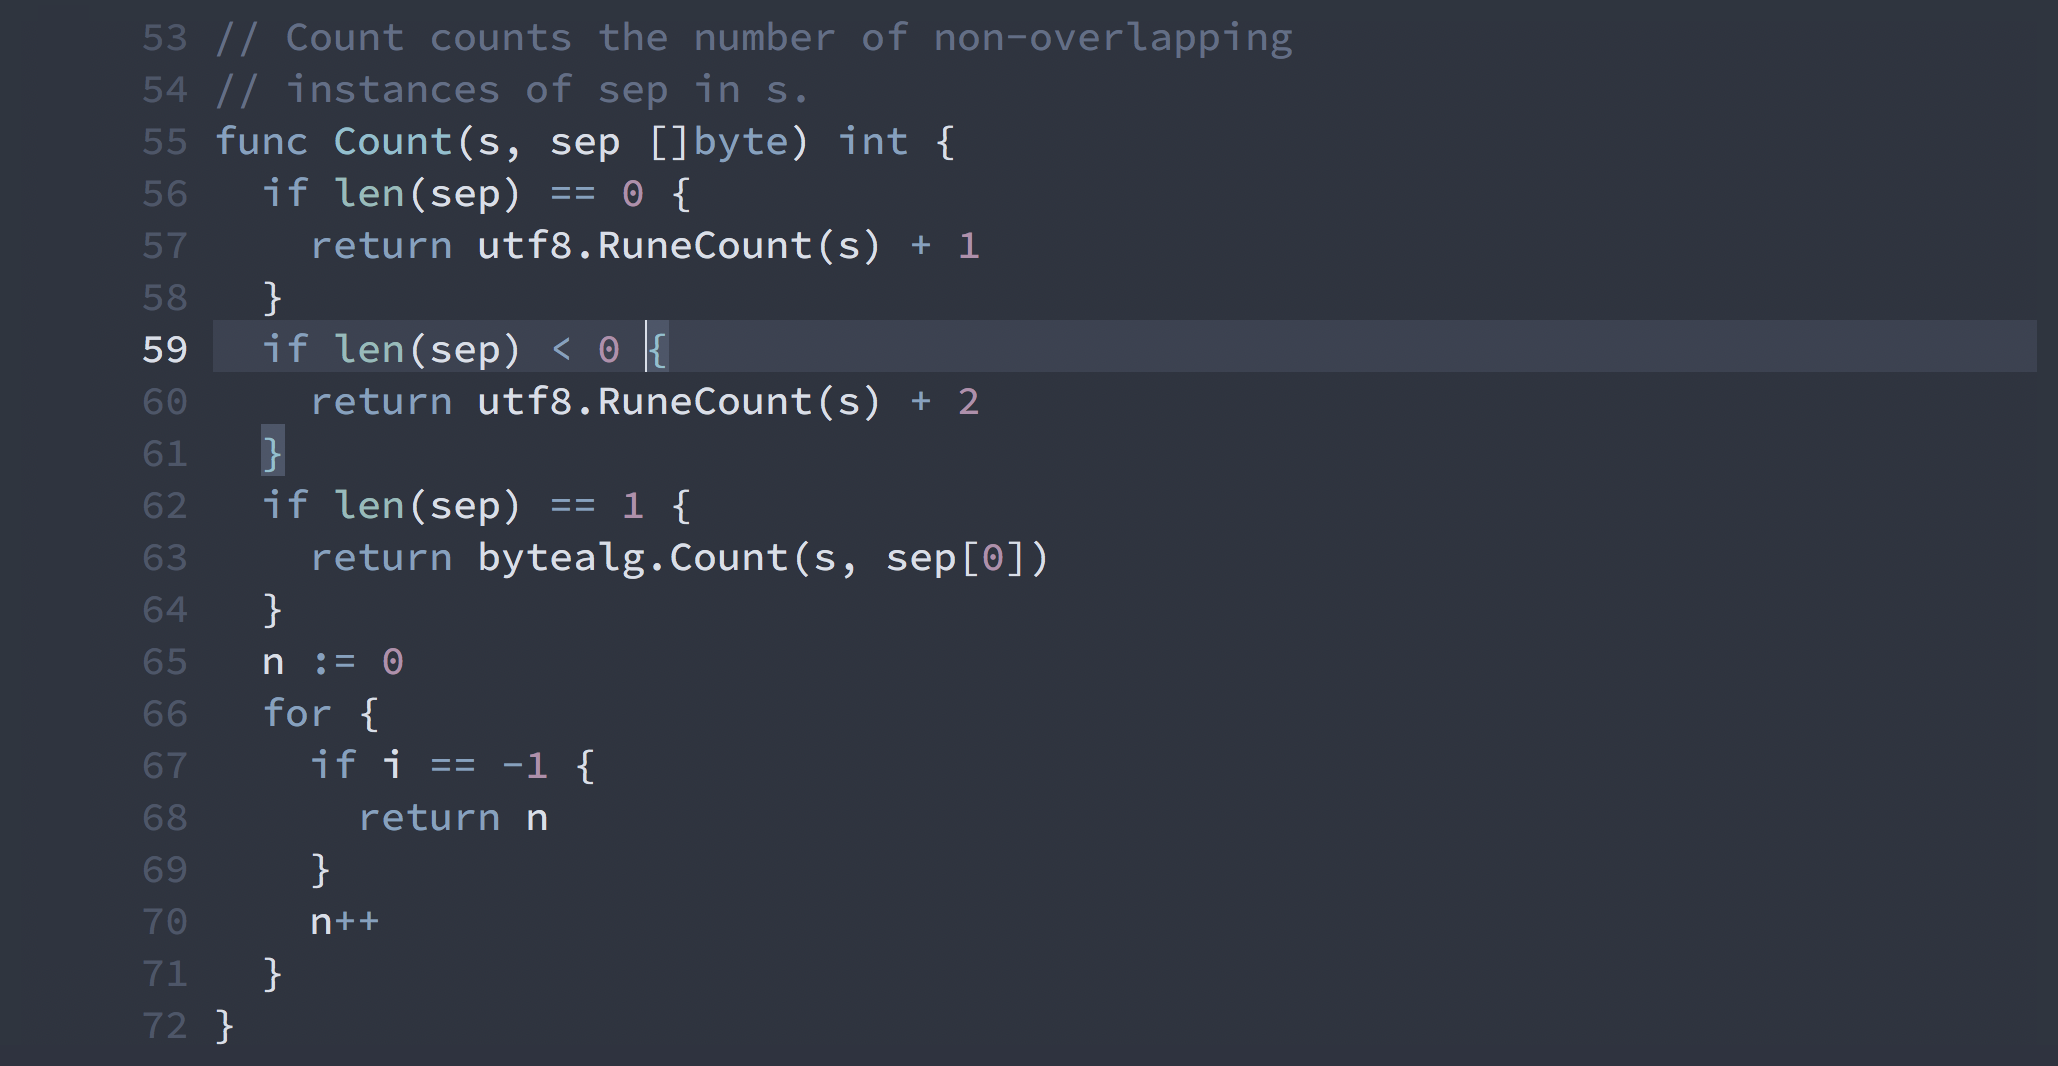 53 // Count counts the number of non-overlapping
54 // instances of sep in s.
55 func Count(s, sep []byte) int {
56   if len(sep) == 0 {
57     return utf8.RuneCount(s) + 1
58   }
59   if len(sep) < 0 {
60     return utf8.RuneCount(s) + 2
61   }
62   if len(sep) == 1 {
63     return bytealg.Count(s, sep[0])
64   }
65   n := 0
66   for {
67     if i == -1 {
68       return n
69     }
70     n++
71   }
72 }